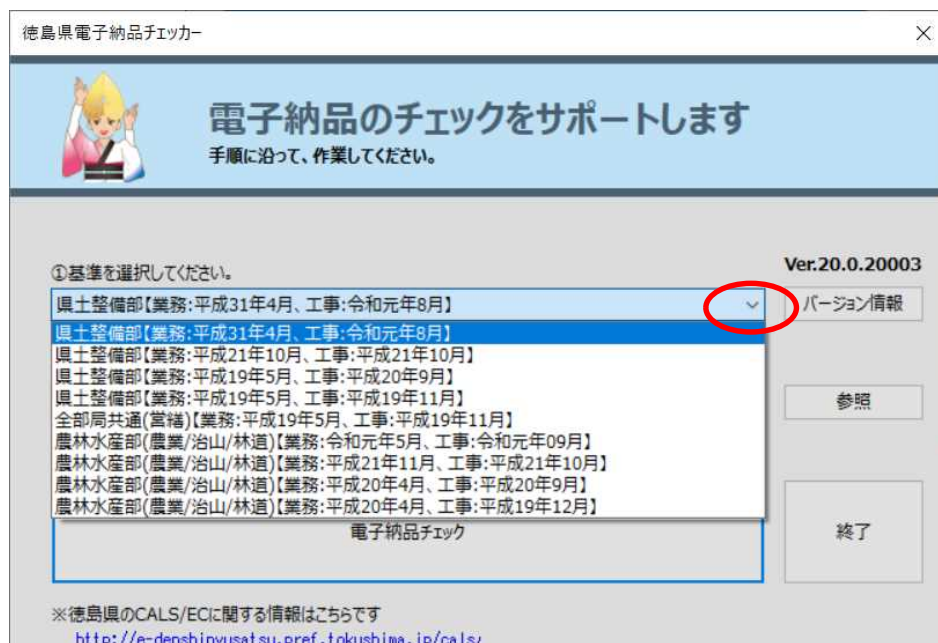 徳島県電子納品チェッカー
電子納品のチェックをサポートします
手順に沿って、作業してください。
①基準を選択してください。
Ver.20.0.20003
県土整備部【業務:平成31年4月、工事:令和元年8月】
バージョン情報
県土整備部【業務:平成31年4月、工事:令和元年8月】
県土整備部【業務:平成21年10月、工事:平成21年10月】
県土整備部【業務:平成19年5月、工事:平成20年9月】
県土整備部【業務:平成19年5月、工事:平成19年11月】
全部局共通(営繕)【業務:平成19年5月、工事:平成19年11月】
農林水産部(農業/治山/林道)【業務:令和元年5月、工事:令和元年09月】
農林水産部(農業/治山/林道)【業務:平成21年11月、工事:平成21年10月】
農林水産部(農業/治山/林道)【業務:平成20年4月、工事:平成20年9月】
農林水産部(農業/治山/林道)【業務:平成20年4月、工事:平成19年12月】
参照
電子納品チェック
終了
※徳島県のCALS/ECに関する情報はこちらです
http://e-denshinyusatsu.pref.tokushima.jp/cals/